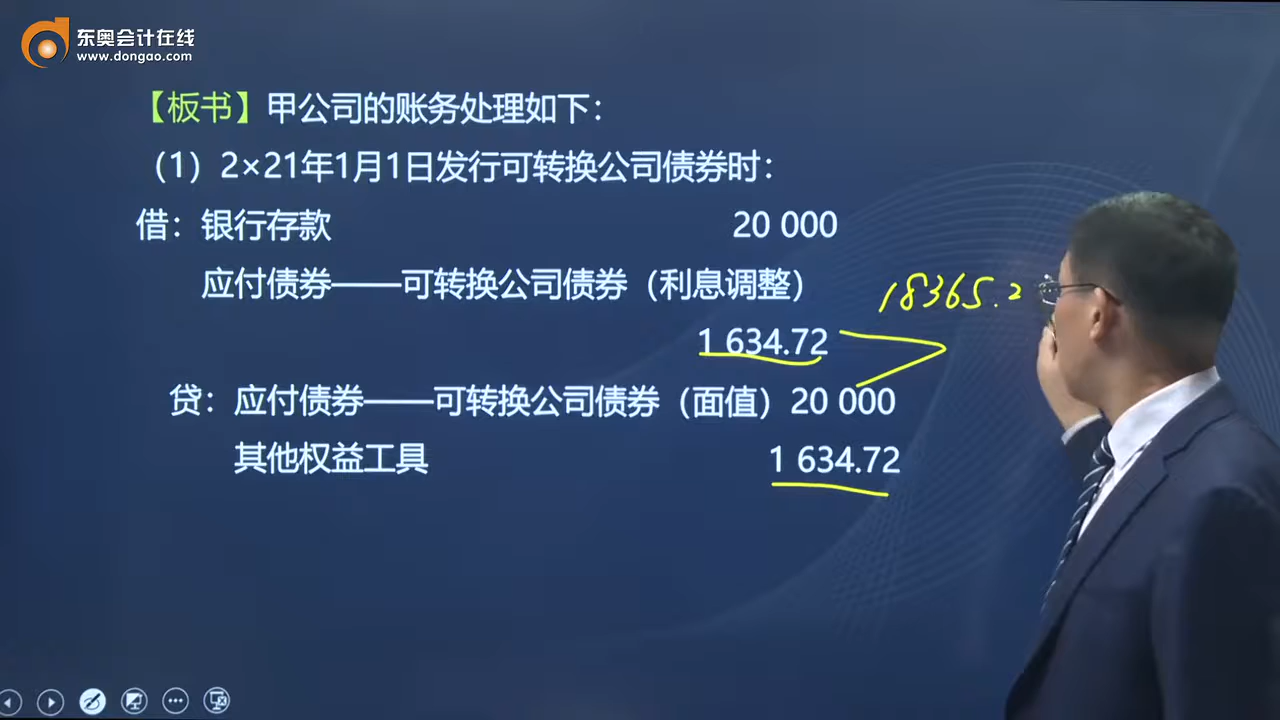 东奥会计在线
www.dongao.com
【板书】甲公司的账务处理如下：
（1）2×21年1月1日发行可转换公司债券时：
借：银行存款 20 000
应付债券——可转换公司债券（利息调整）
18365.2
1 634.72
贷：应付债券——可转换公司债券（面值）20 000
其他权益工具 1 634.72